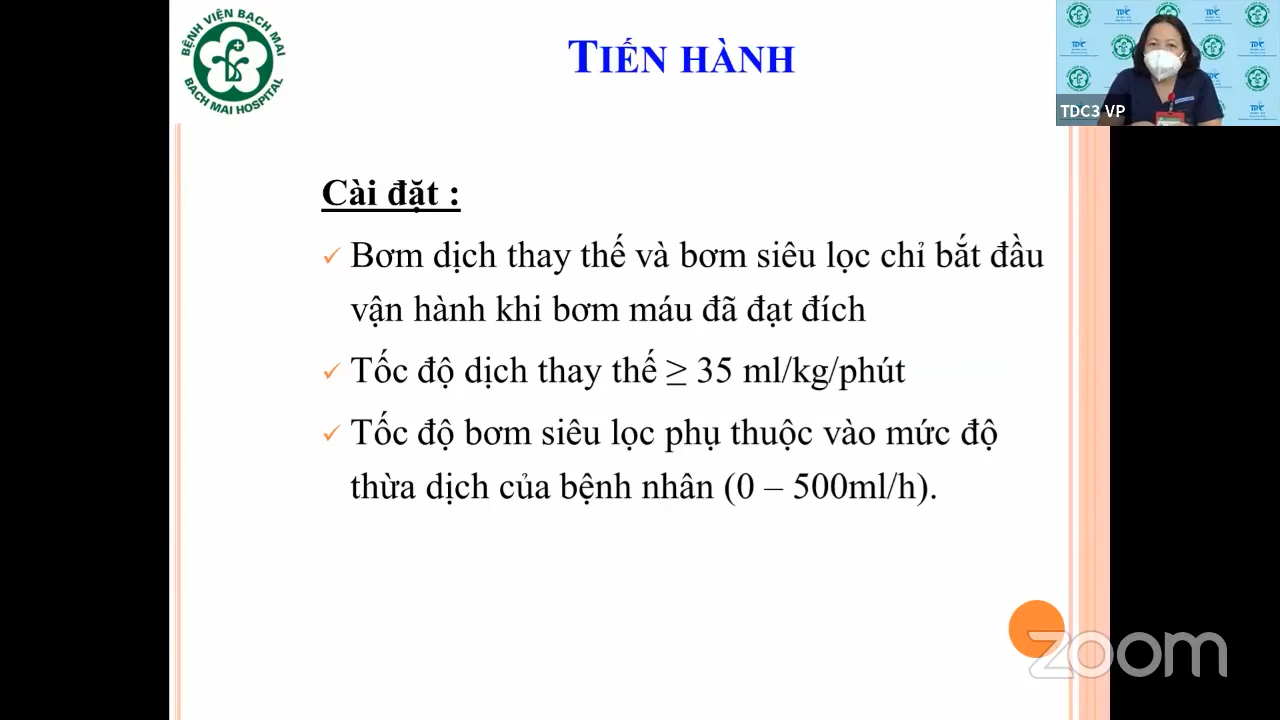 BỆNH VIỆN BẠCH MAI
BACH MAI HOSPITAL
TIẾN HÀNH
TDC3 VP
Cài đặt :
✓ Bơm dịch thay thế và bơm siêu lọc chỉ bắt đầu
vận hành khi bơm máu đã đạt đích
✓ Tốc độ dịch thay thế ≥ 35 ml/kg/phút
✓ Tốc độ bơm siêu lọc phụ thuộc vào mức độ
thừa dịch của bệnh nhân (0 – 500ml/h).
zoom